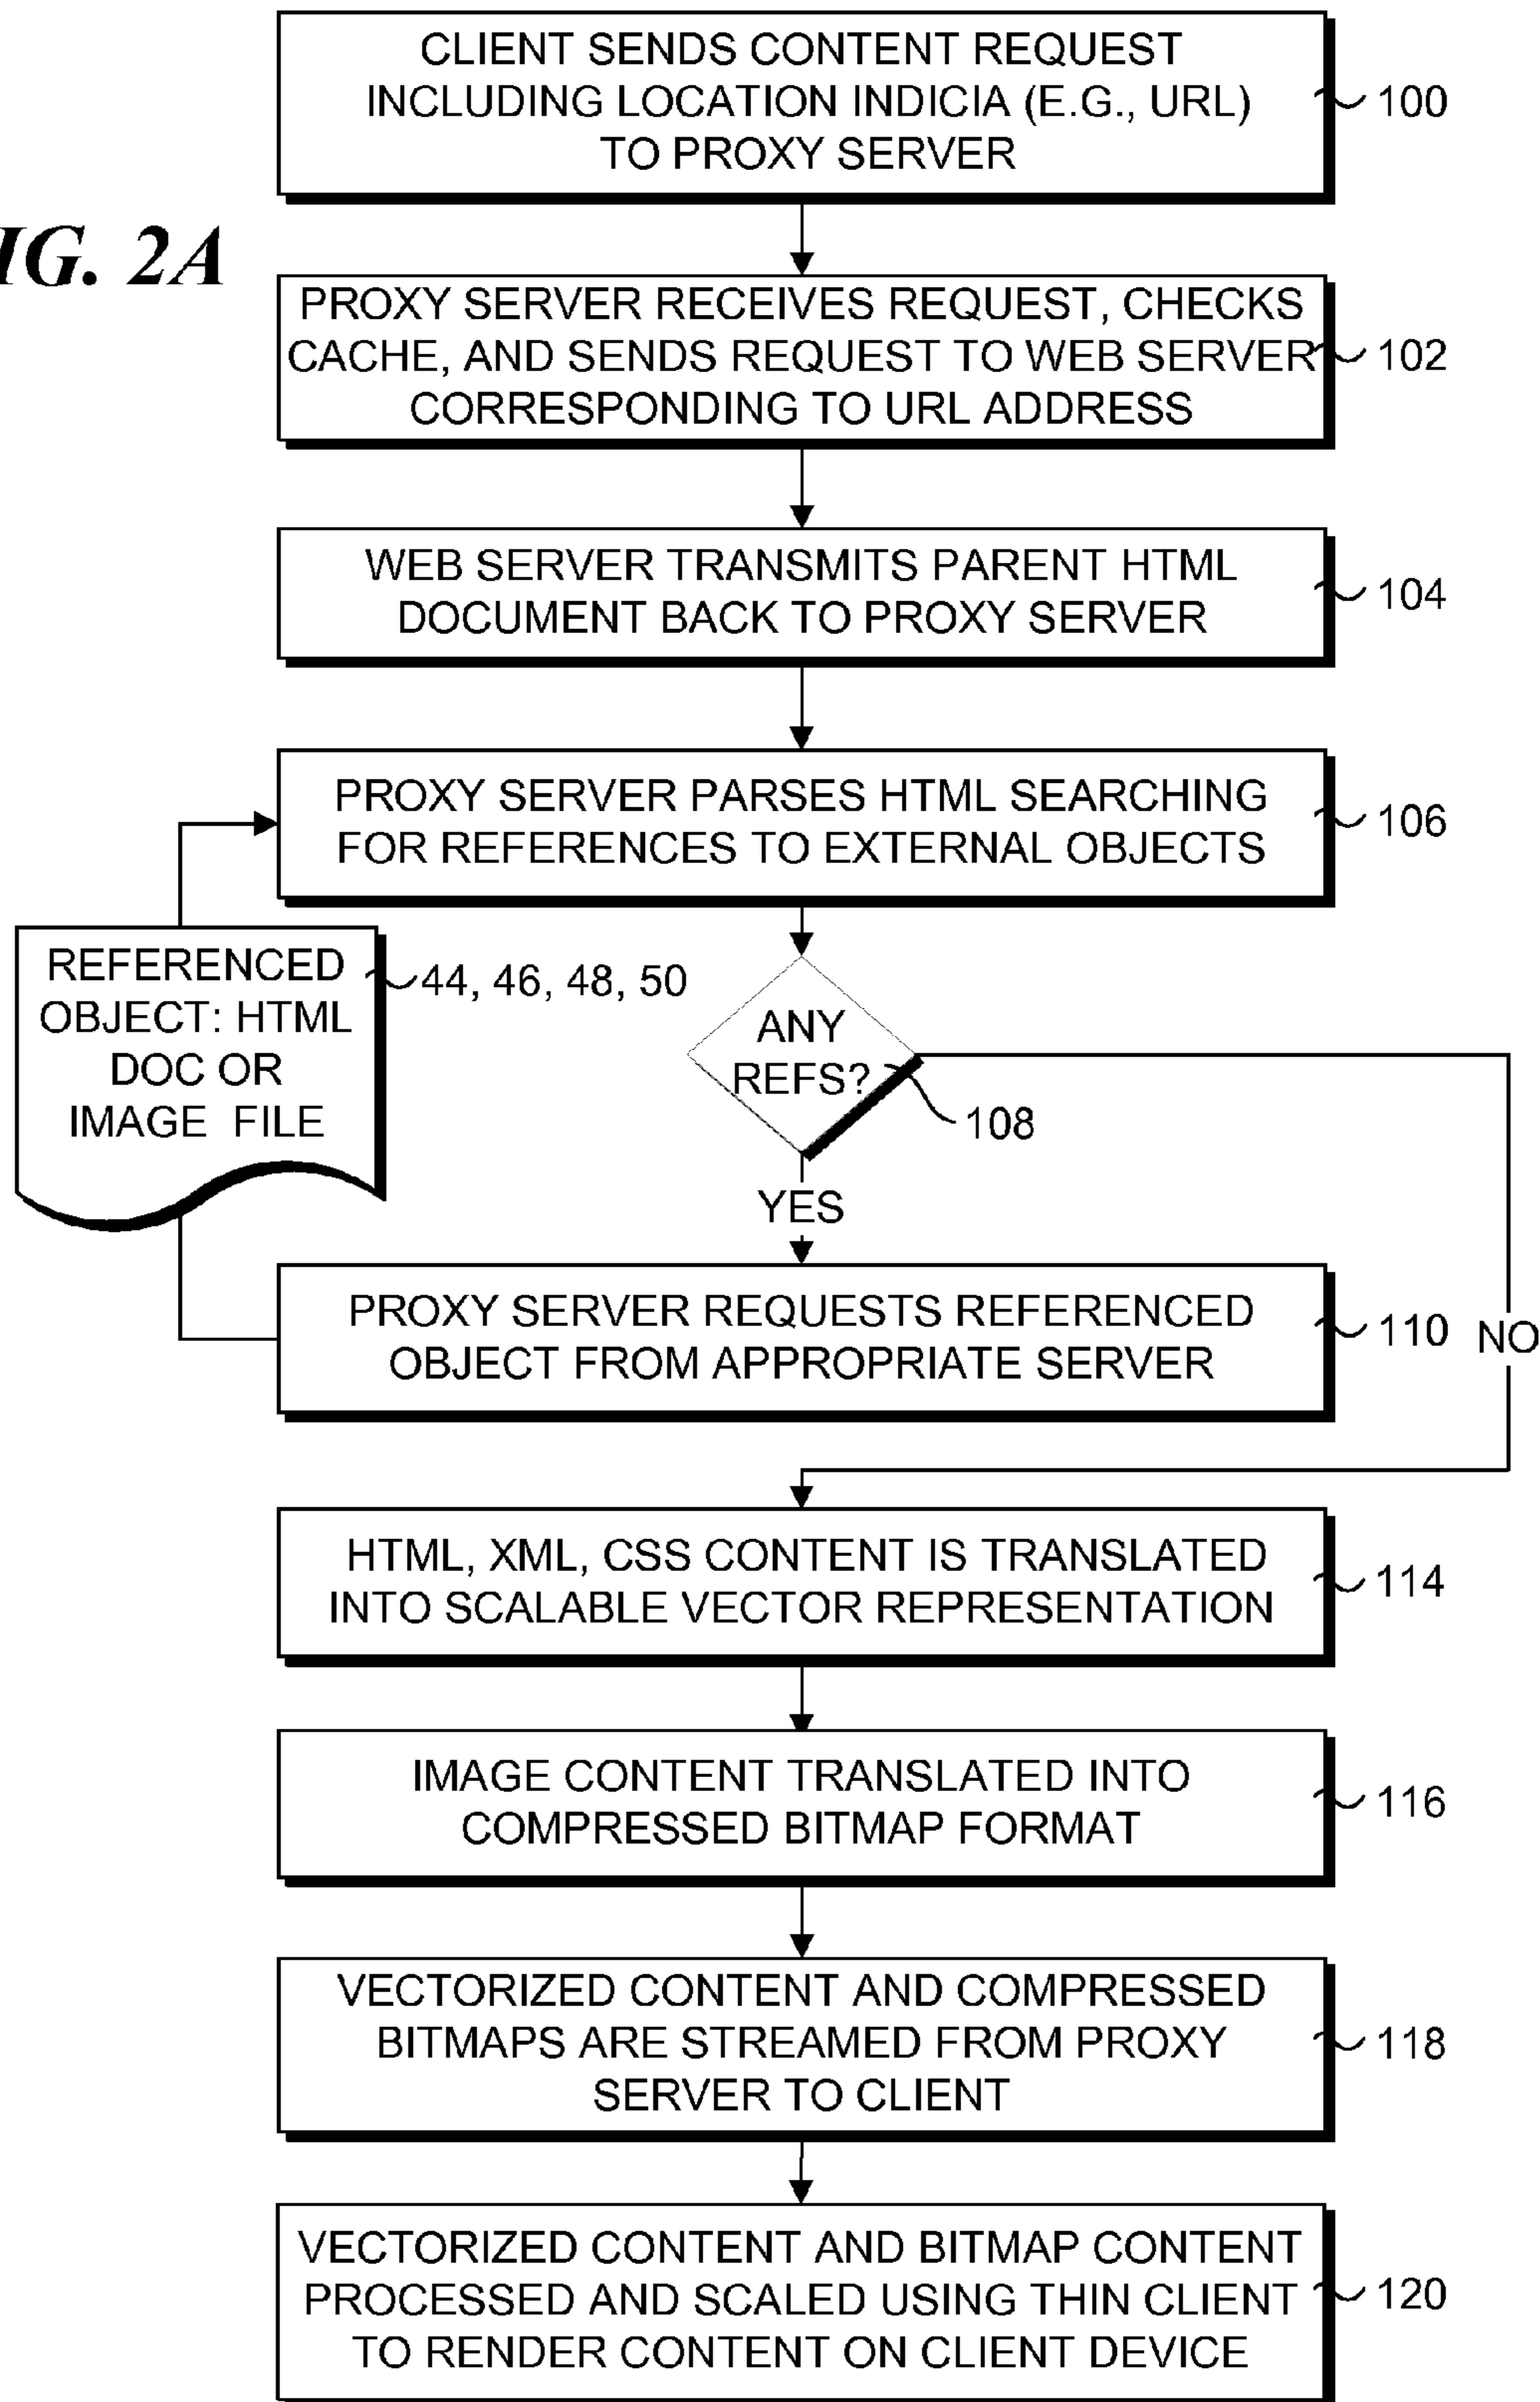 CLIENT SENDS CONTENT REQUEST
INCLUDING LOCATION INDICIA (E.G., URL)
TO PROXY SERVER
100
IG. 2A
PROXY SERVER RECEIVES REQUEST, CHECKS
CACHE, AND SENDS REQUEST TO WEB SERVER
CORRESPONDING TO URL ADDRESS
102
WEB SERVER TRANSMITS PARENT HTML
DOCUMENT BACK TO PROXY SERVER
104
PROXY SERVER PARSES HTML SEARCHING
FOR REFERENCES TO EXTERNAL OBJECTS
106
REFERENCED
OBJECT: HTML
DOC OR
IMAGE FILE
44, 46, 48, 50
ANY
REFS?
108
YES
PROXY SERVER REQUESTS REFERENCED
OBJECT FROM APPROPRIATE SERVER
110
NO
HTML, XML, CSS CONTENT IS TRANSLATED
INTO SCALABLE VECTOR REPRESENTATION
114
IMAGE CONTENT TRANSLATED INTO
COMPRESSED BITMAP FORMAT
116
VECTORIZED CONTENT AND COMPRESSED
BITMAPS ARE STREAMED FROM PROXY
SERVER TO CLIENT
118
VECTORIZED CONTENT AND BITMAP CONTENT
PROCESSED AND SCALED USING THIN CLIENT
TO RENDER CONTENT ON CLIENT DEVICE
120